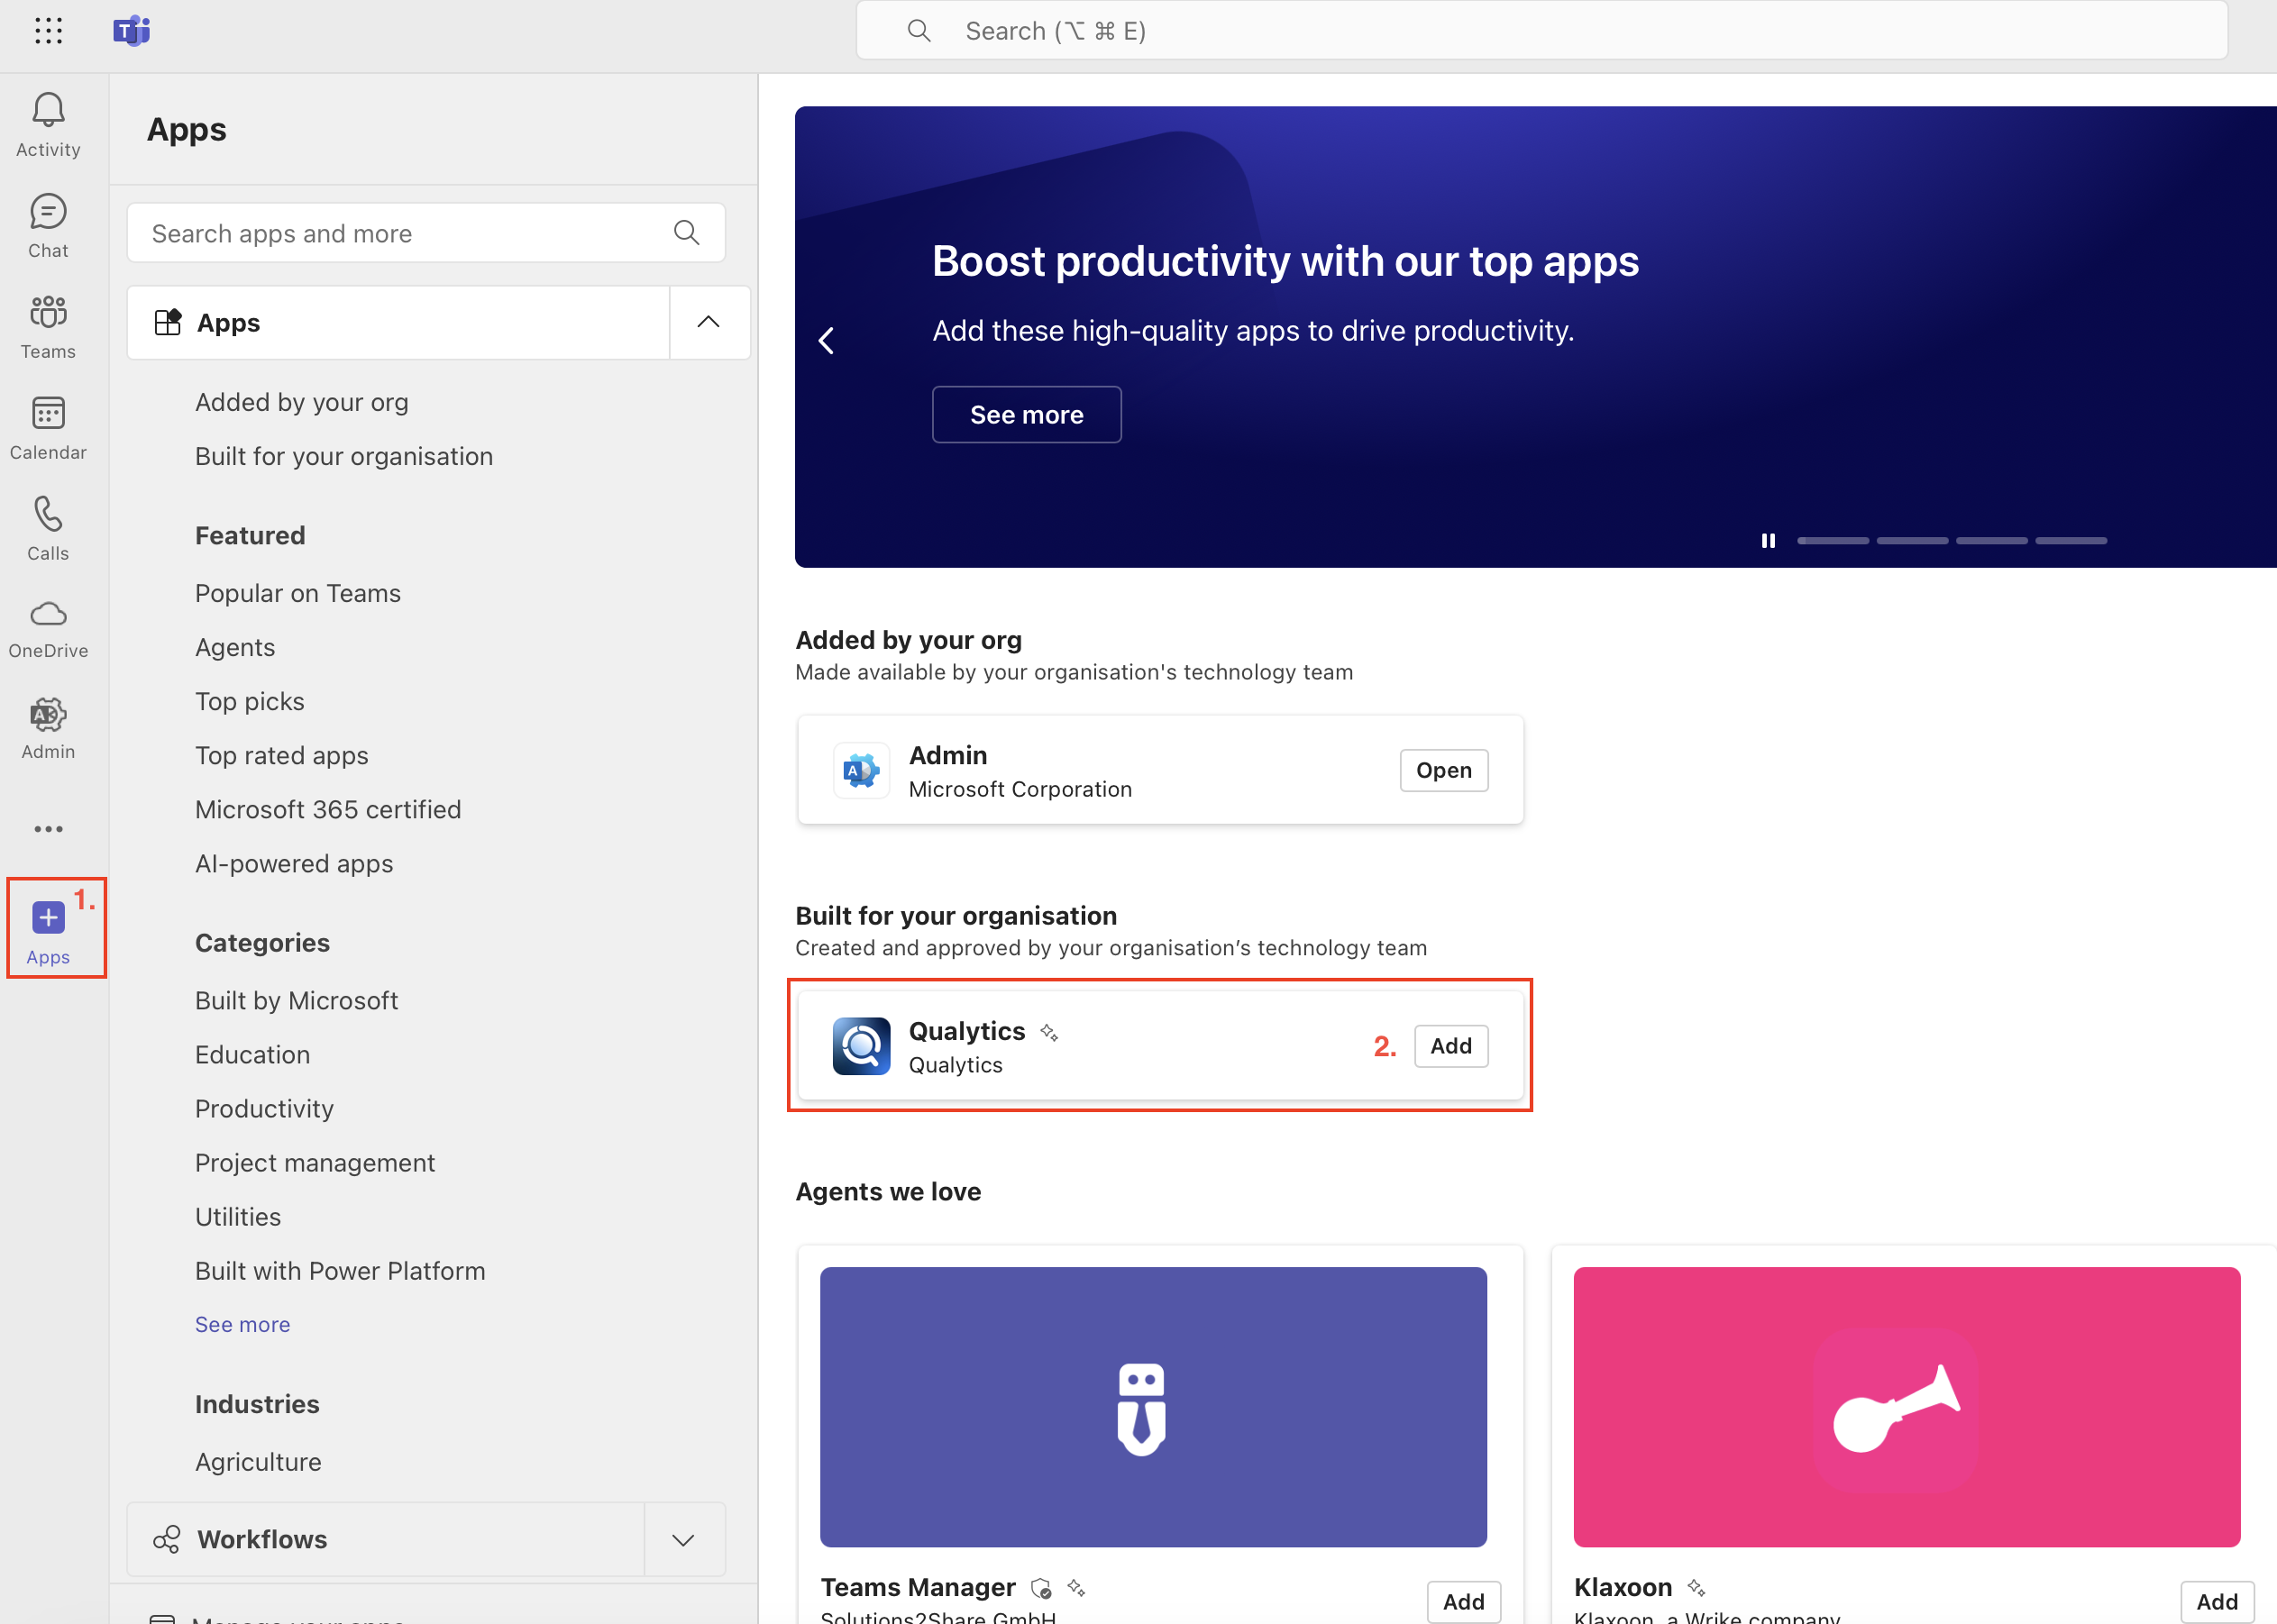 Search (⌥ ⌘ E)
Activity
Chat
Teams
Calendar
Calls
OneDrive
Admin
1.
Apps
Apps
Search apps and more
Apps
Added by your org
Built for your organisation
Featured
Popular on Teams
Agents
Top picks
Top rated apps
Microsoft 365 certified
AI-powered apps
Categories
Built by Microsoft
Education
Productivity
Project management
Utilities
Built with Power Platform
See more
Industries
Agriculture
Workflows
Manage your apps
Boost productivity with our top apps
Add these high-quality apps to drive productivity.
See more
Added by your org
Made available by your organisation's technology team
Admin
Microsoft Corporation
Open
Built for your organisation
Created and approved by your organisation’s technology team
Qualytics
Qualytics
2.
Add
Agents we love
Teams Manager
Solutions2Share GmbH
Add
Klaxoon
Klaxoon, a Wrike company
Add